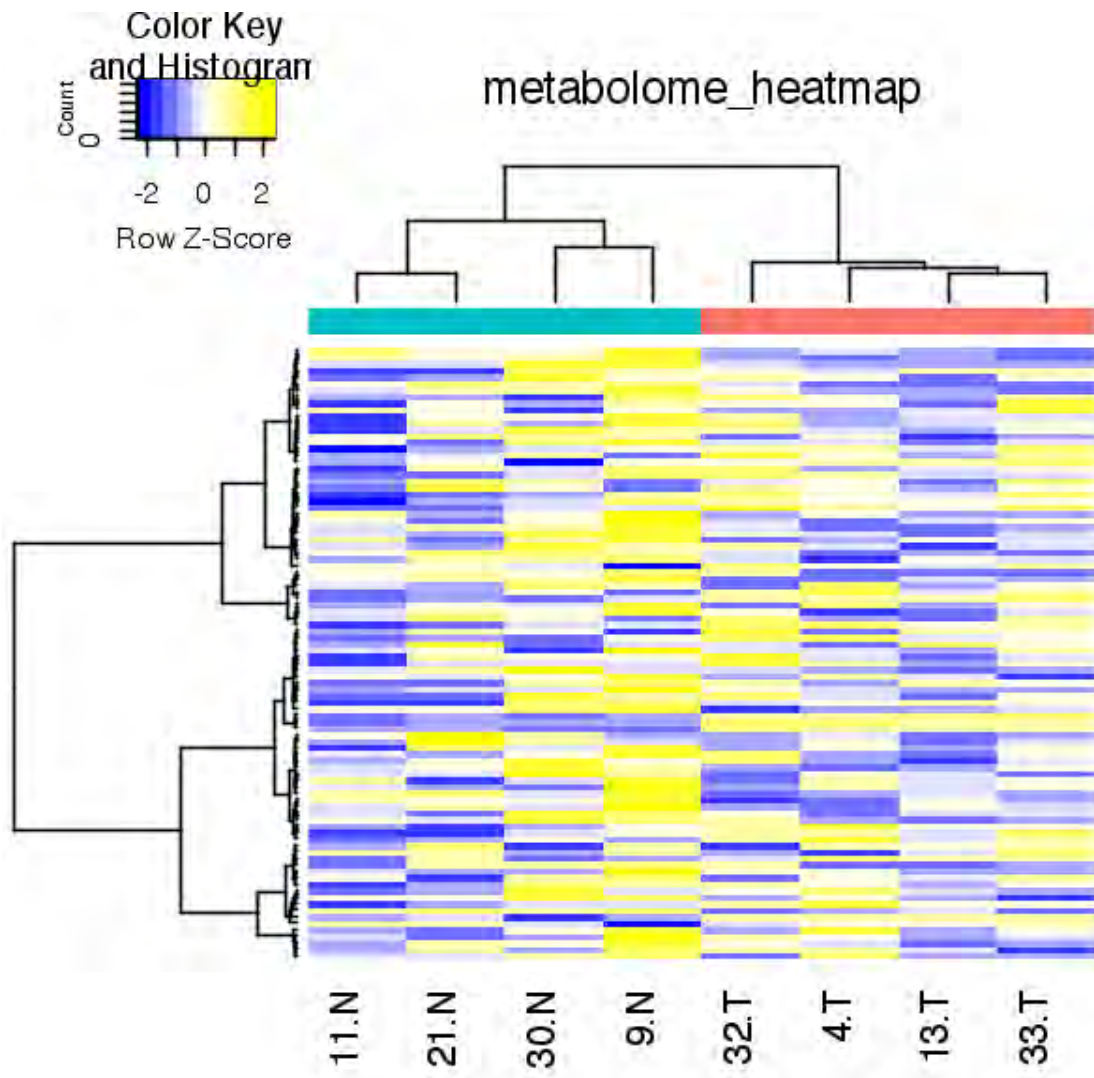 Color Key
and Histogram
Count
0
-2 0 2
Row Z-Score
metabolome_heatmap
11.N 21.N 30.N 9.N 32.T 4.T 13.T 33.T